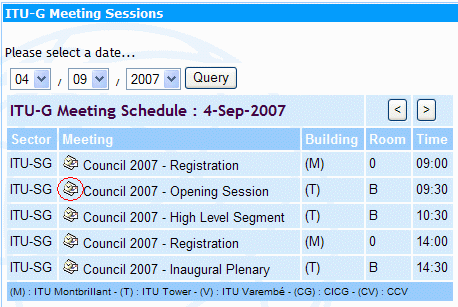 ITU-G Meeting Sessions
Please select a date...
04 / 09 / 2007 Query
ITU-G Meeting Schedule : 4-Sep-2007 < >
Sector Meeting Building Room Time
ITU-SG Council 2007 - Registration (M) 0 09:00
ITU-SG Council 2007 - Opening Session (T) B 09:30
ITU-SG Council 2007 - High Level Segment (T) B 10:30
ITU-SG Council 2007 - Registration (M) 0 14:00
ITU-SG Council 2007 - Inaugural Plenary (T) B 14:30
(M) : ITU Montbrillant - (T) : ITU Tower - (V) : ITU Varembé - (CG) : CICG - (CV) : CCV